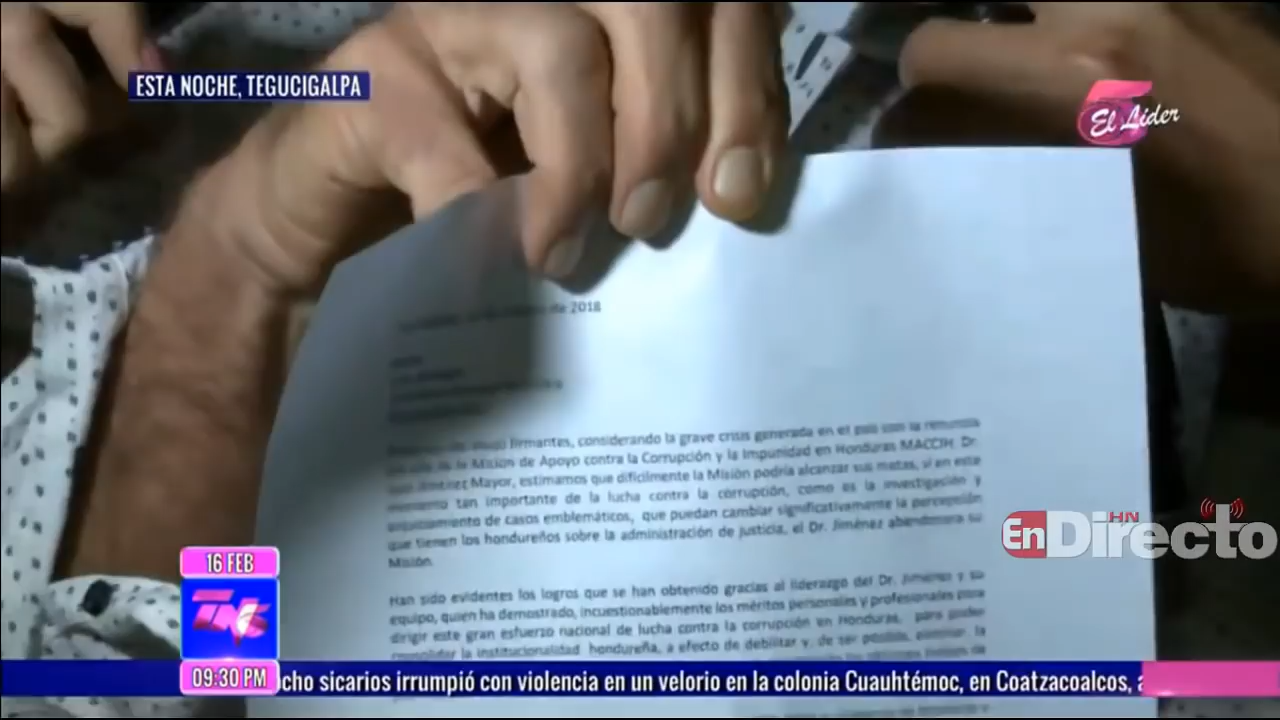 ESTA NOCHE, TEGUCIGALPA
5
El Líder
de 2018
firmantes, considerando la grave crisis generada en el país con la renuncia
de la Misión de Apoyo contra la Corrupción y la Impunidad en Honduras MACCIH Dr.
Jiménez Mayor, estimamos que difícilmente la Misión podría alcanzar sus metas, si en este
momento tan importante de la lucha contra la corrupción, como es la investigación y
enjuiciamiento de casos emblemáticos, que puedan cambiar significativamente la percepción
que tienen los hondureños sobre la administración de justicia, el Dr. Jiménez abandonara su
Misión.
Han sido evidentes los logros que se han obtenido gracias al liderazgo del Dr. Jiménez y su
equipo, quien ha demostrado, incuestionablemente los méritos personales y profesionales para
dirigir este gran esfuerzo nacional de lucha contra la corrupción en Honduras, para poder
consolidar la institucionalidad hondureña, a efecto de debilitar y, de ser posible, eliminar, la
EnDirecto HN
16 FEB
TN5
09:30 PM
ocho sicarios irrumpió con violencia en un velorio en la colonia Cuauhtémoc, en Coatzacoalcos, a